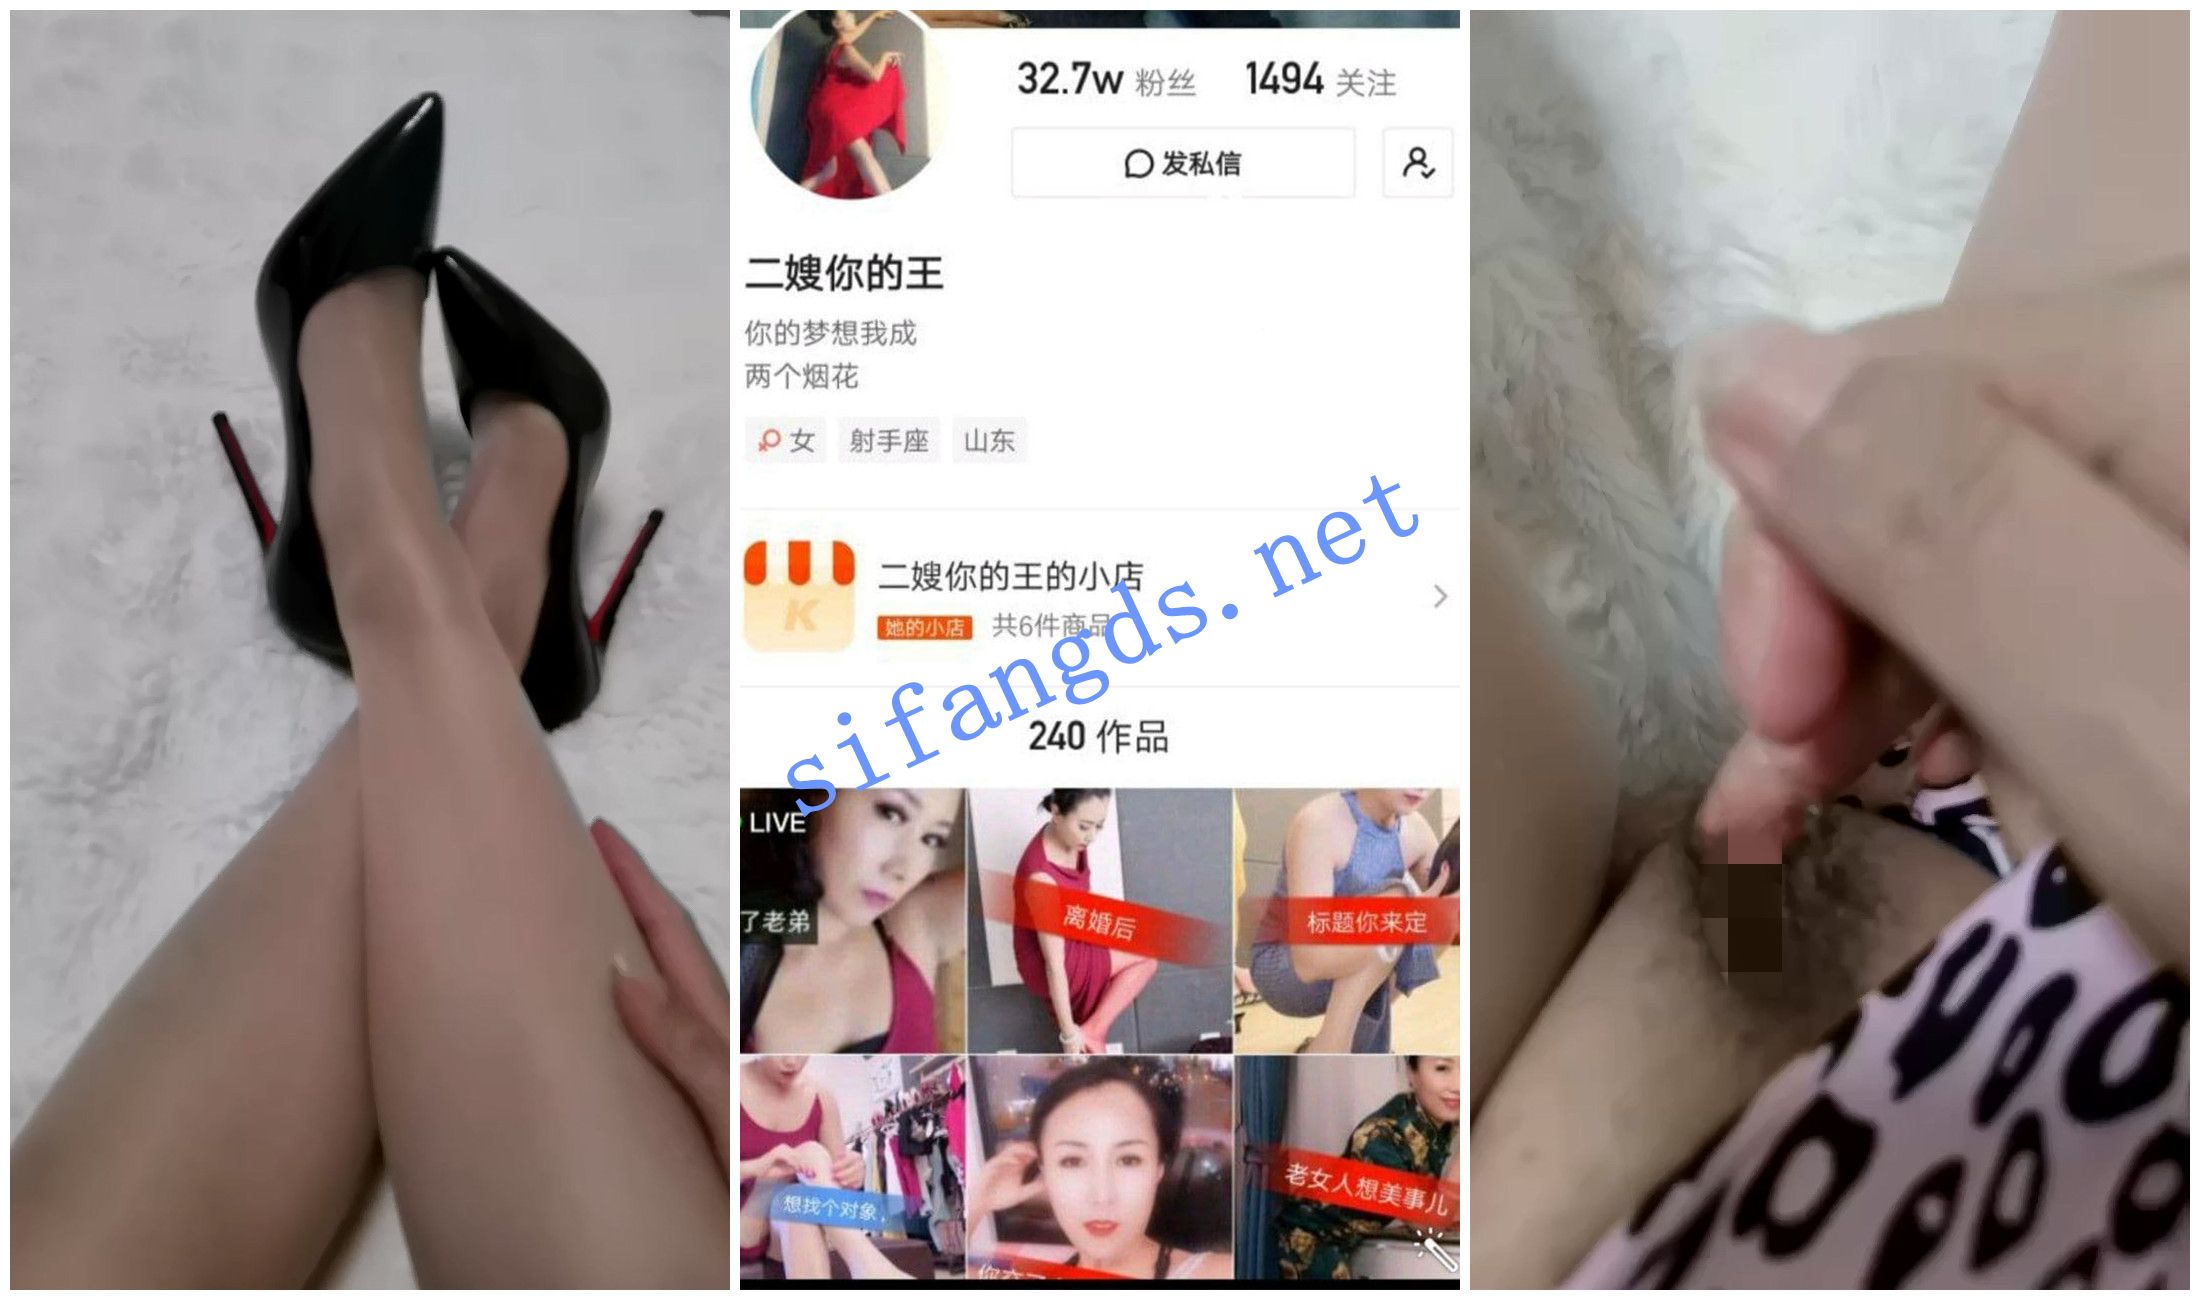 32.7w 粉丝 1494 关注
发私信
二嫂你的王
你的梦想我成
两个烟花
女 射手座 山东
二嫂你的王的小店
她的小店 共6件商品
sifangds.net
240 作品
LIVE
了老弟
离婚后
标题你来定
想找个对象，
老女人想美事儿